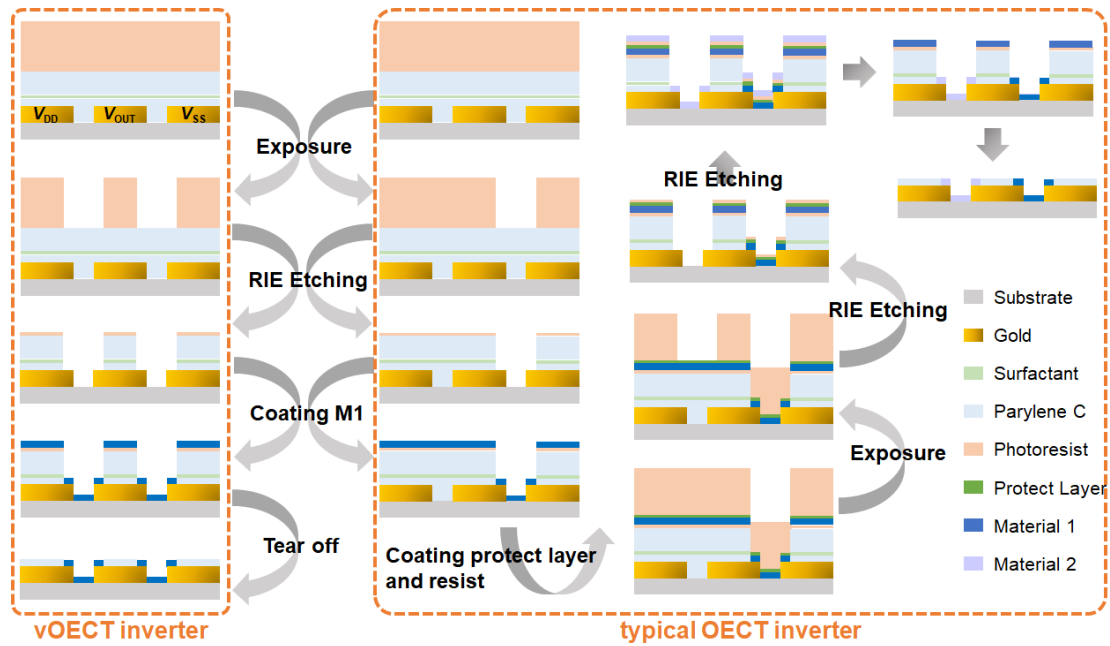 VDD VOUT VSS
Exposure
RIE Etching
Coating M1
Tear off
vOECT inverter
Coating protect layer
and resist
Exposure
RIE Etching
RIE Etching
Substrate
Gold
Surfactant
Parylene C
Photoresist
Protect Layer
Material 1
Material 2
typical OECT inverter